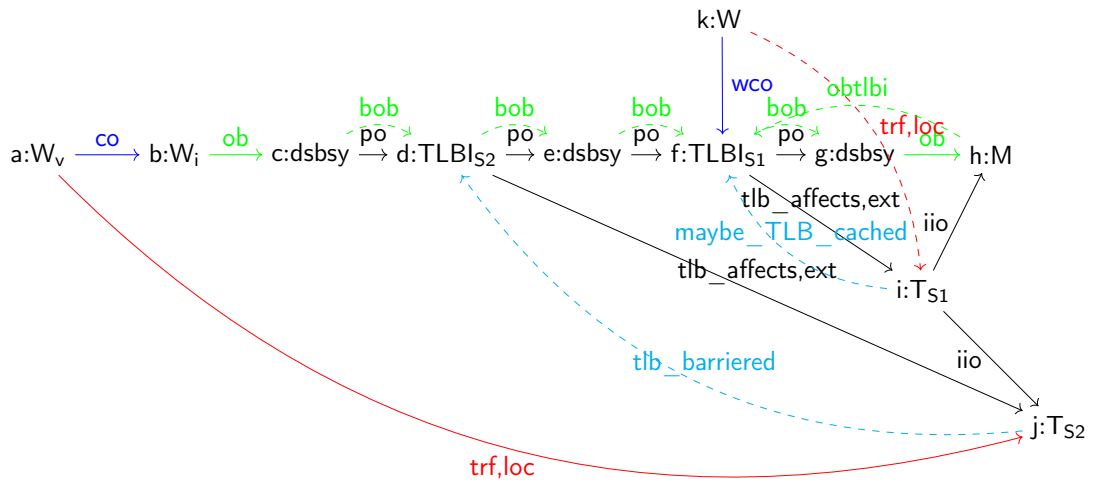 k:W
wco
obtlbi
bob bob bob bob
po po po po
trf,loc
a:Wv co b:Wi ob c:dsbsy d:TLBIS2 e:dsbsy f:TLBIS1 g:dsbsy ob h:M
tlb_affects,ext
iio
maybe_TLB_cached
tlb_affects,ext
i:TS1
tlb_barriered
iio
j:TS2
trf,loc